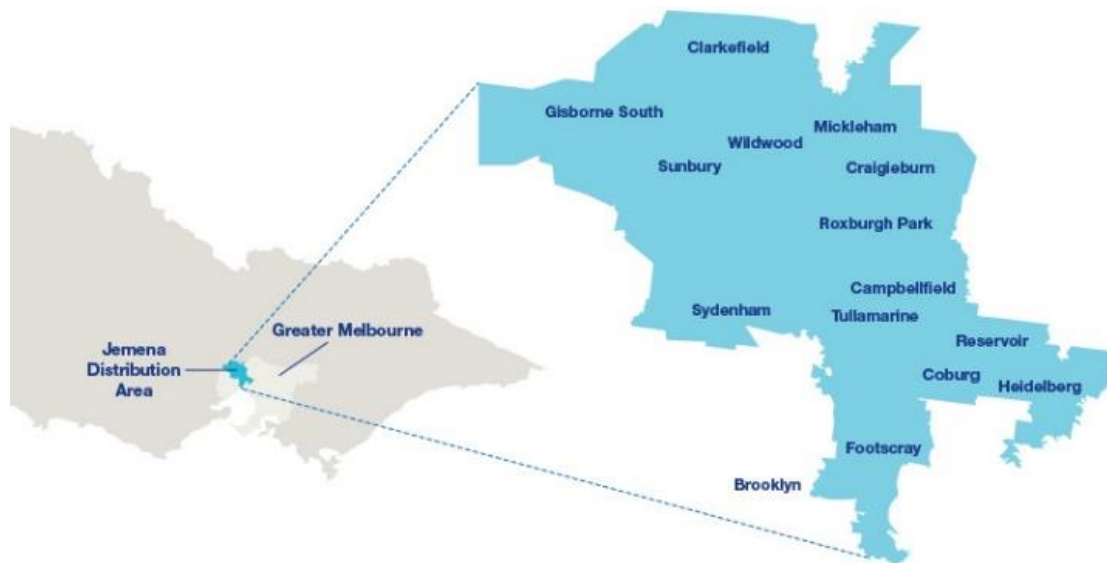 Clarkefield
Gisborne South
Mickleham
Wildwood
Sunbury
Craigieburn
Roxburgh Park
Campbellfield
Sydenham
Tullamarine
Greater Melbourne
Reservoir
Jemena
Distribution
Area
Coburg
Heidelberg
Footscray
Brooklyn